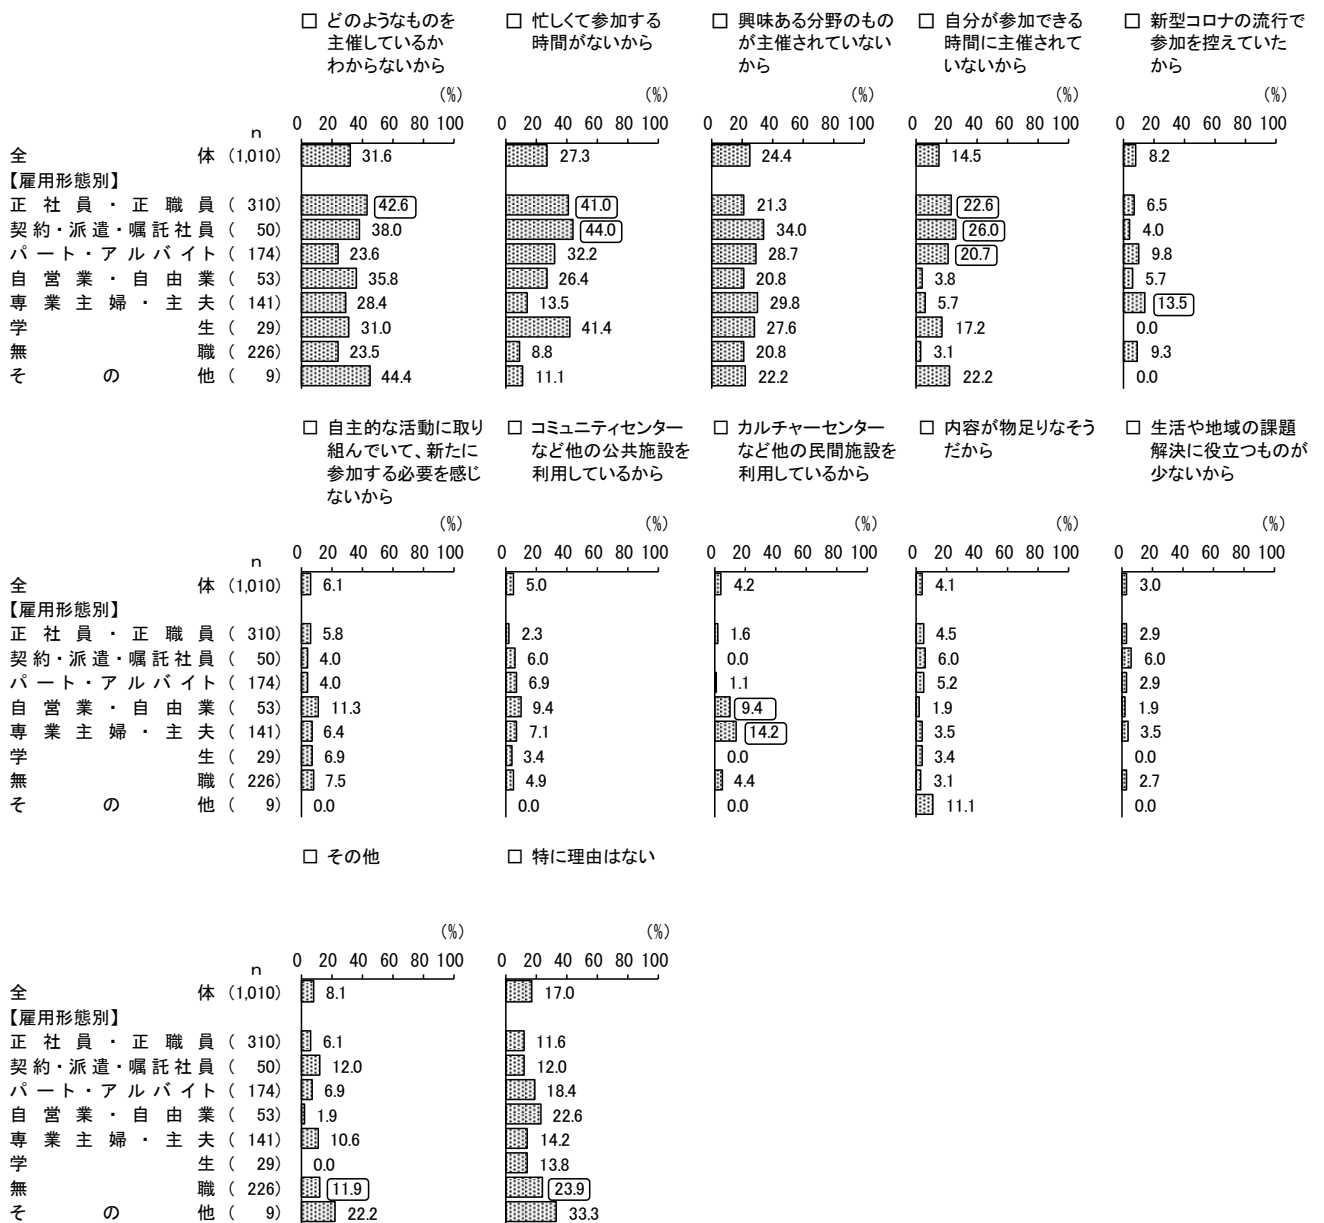 □ どのようなものを
主催しているか
わからないから
□ 忙しくて参加する
時間がないから
□ 興味ある分野のもの
が主催されていない
から
□ 自分が参加できる
時間に主催されて
いないから
□ 新型コロナの流行で
参加を控えていた
から
(%) (%) (%) (%) (%)
n 0 20 40 60 80 100 0 20 40 60 80 100 0 20 40 60 80 100 0 20 40 60 80 100 0 20 40 60 80 100
全体 (1,010) 31.6 27.3 24.4 14.5 8.2
【雇用形態別】
正社員・正職員 ( 310) 42.6 41.0 21.3 22.6 6.5
契約・派遣・嘱託社員 ( 50) 38.0 44.0 34.0 26.0 4.0
パート・アルバイト ( 174) 23.6 32.2 28.7 20.7 9.8
自営業・自由業 ( 53) 35.8 26.4 20.8 3.8 5.7
専業主婦・主夫 ( 141) 28.4 13.5 29.8 5.7 13.5
学生 ( 29) 31.0 41.4 27.6 17.2 0.0
無職 ( 226) 23.5 8.8 20.8 3.1 9.3
その他 ( 9) 44.4 11.1 22.2 22.2 0.0
□ 自主的な活動に取り
組んでいて、新たに
参加する必要を感じ
ないから
□ コミュニティセンター
など他の公共施設を
利用しているから
□ カルチャーセンター
など他の民間施設を
利用しているから
□ 内容が物足りなそう
だから
□ 生活や地域の課題
解決に役立つものが
少ないから
(%) (%) (%) (%) (%)
n 0 20 40 60 80 100 0 20 40 60 80 100 0 20 40 60 80 100 0 20 40 60 80 100 0 20 40 60 80 100
全体 (1,010) 6.1 5.0 4.2 4.1 3.0
【雇用形態別】
正社員・正職員 ( 310) 5.8 2.3 1.6 4.5 2.9
契約・派遣・嘱託社員 ( 50) 4.0 6.0 0.0 6.0 6.0
パート・アルバイト ( 174) 4.0 6.9 1.1 5.2 2.9
自営業・自由業 ( 53) 11.3 9.4 9.4 1.9 1.9
専業主婦・主夫 ( 141) 6.4 7.1 14.2 3.5 3.5
学生 ( 29) 6.9 3.4 0.0 3.4 0.0
無職 ( 226) 7.5 4.9 4.4 3.1 2.7
その他 ( 9) 0.0 0.0 0.0 11.1 0.0
□ その他
□ 特に理由はない
(%) (%)
n 0 20 40 60 80 100 0 20 40 60 80 100
全体 (1,010) 8.1 17.0
【雇用形態別】
正社員・正職員 ( 310) 6.1 11.6
契約・派遣・嘱託社員 ( 50) 12.0 12.0
パート・アルバイト ( 174) 6.9 18.4
自営業・自由業 ( 53) 1.9 22.6
専業主婦・主夫 ( 141) 10.6 14.2
学生 ( 29) 0.0 13.8
無職 ( 226) 11.9 23.9
その他 ( 9) 22.2 33.3